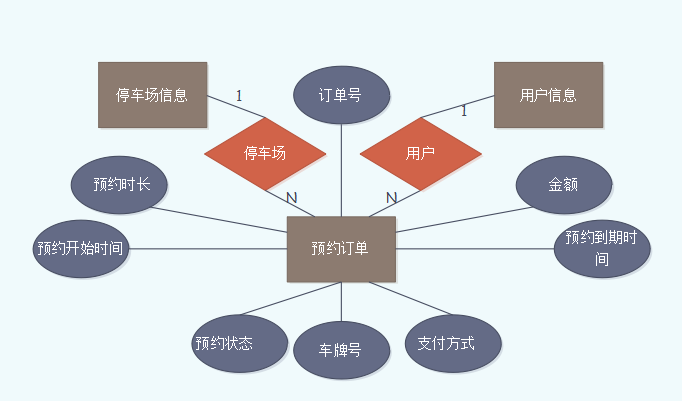 停车场信息
1
订单号
用户信息
1
停车场
用户
预约时长
金额
N
N
预约开始时间
预约订单
预约到期时
间
预约状态
车牌号
支付方式